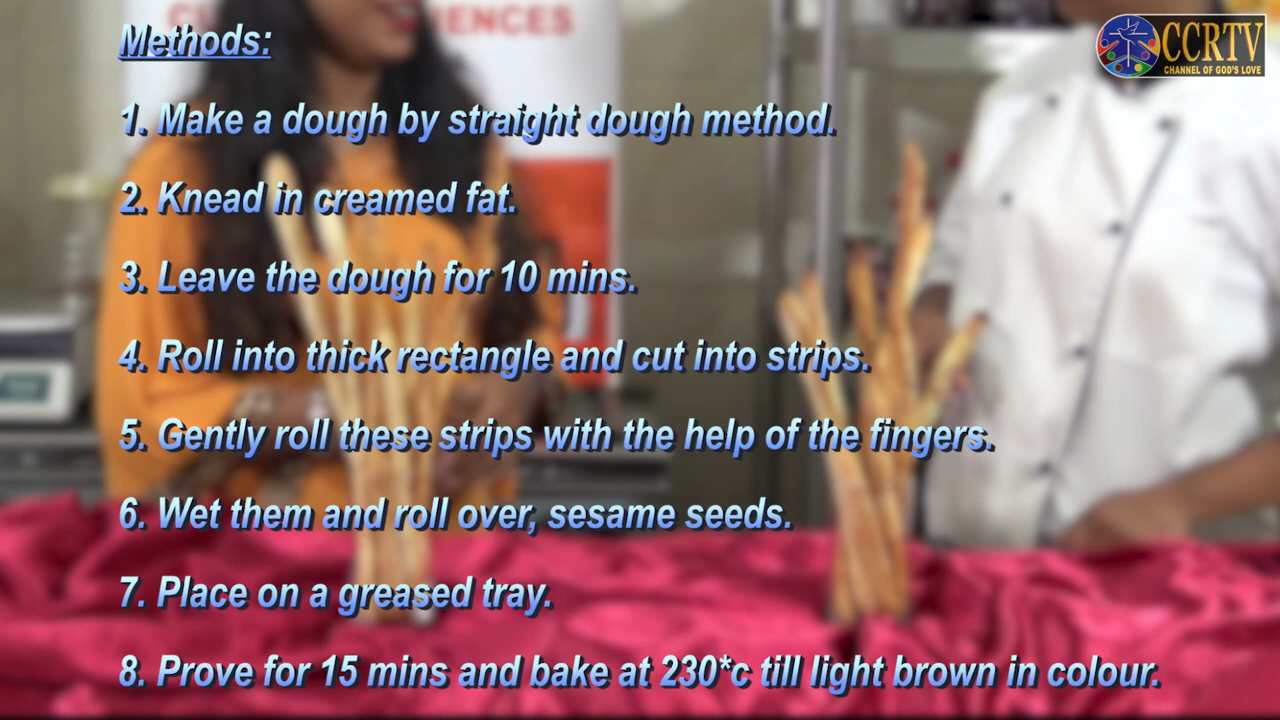 Methods:
CCRTV
CHANNEL OF GOD'S LOVE
1. Make a dough by straight dough method.
2. Knead in creamed fat.
3. Leave the dough for 10 mins.
4. Roll into thick rectangle and cut into strips.
5. Gently roll these strips with the help of the fingers.
6. Wet them and roll over, sesame seeds.
7. Place on a greased tray.
8. Prove for 15 mins and bake at 230*c till light brown in colour.